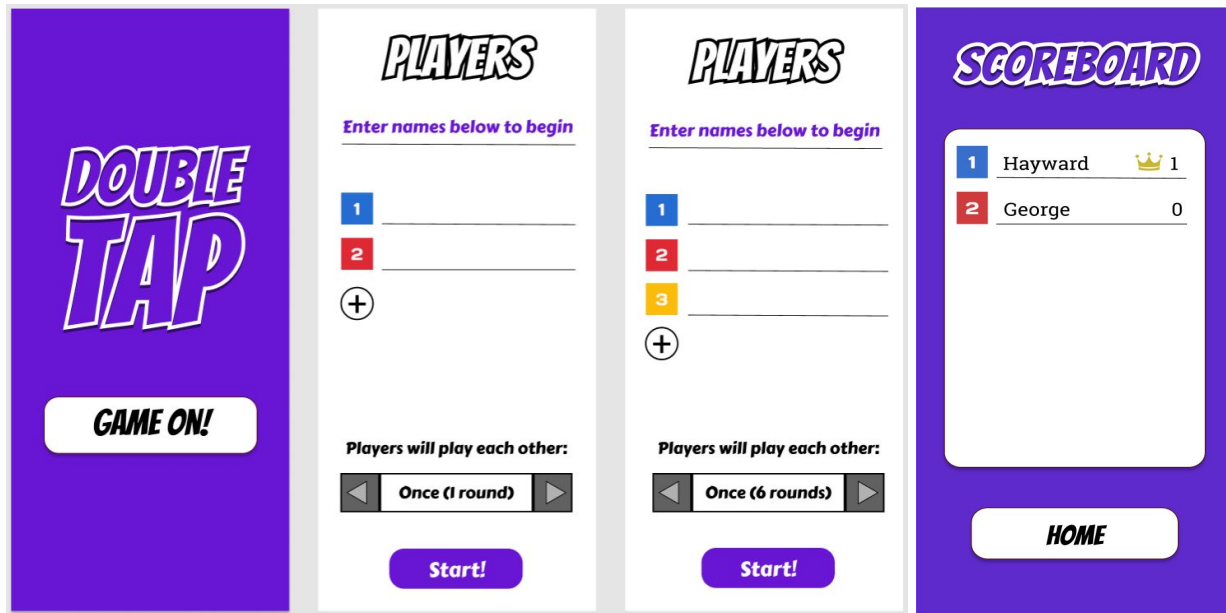 DOUBLE
TAP
GAME ON!
PLAYERS
Enter names below to begin
1
2
+
Players will play each other:
Once (1 round)
Start!
PLAYERS
Enter names below to begin
1
2
3
+
Players will play each other:
Once (6 rounds)
Start!
SCOREBOARD
1 Hayward 1
2 George 0
HOME